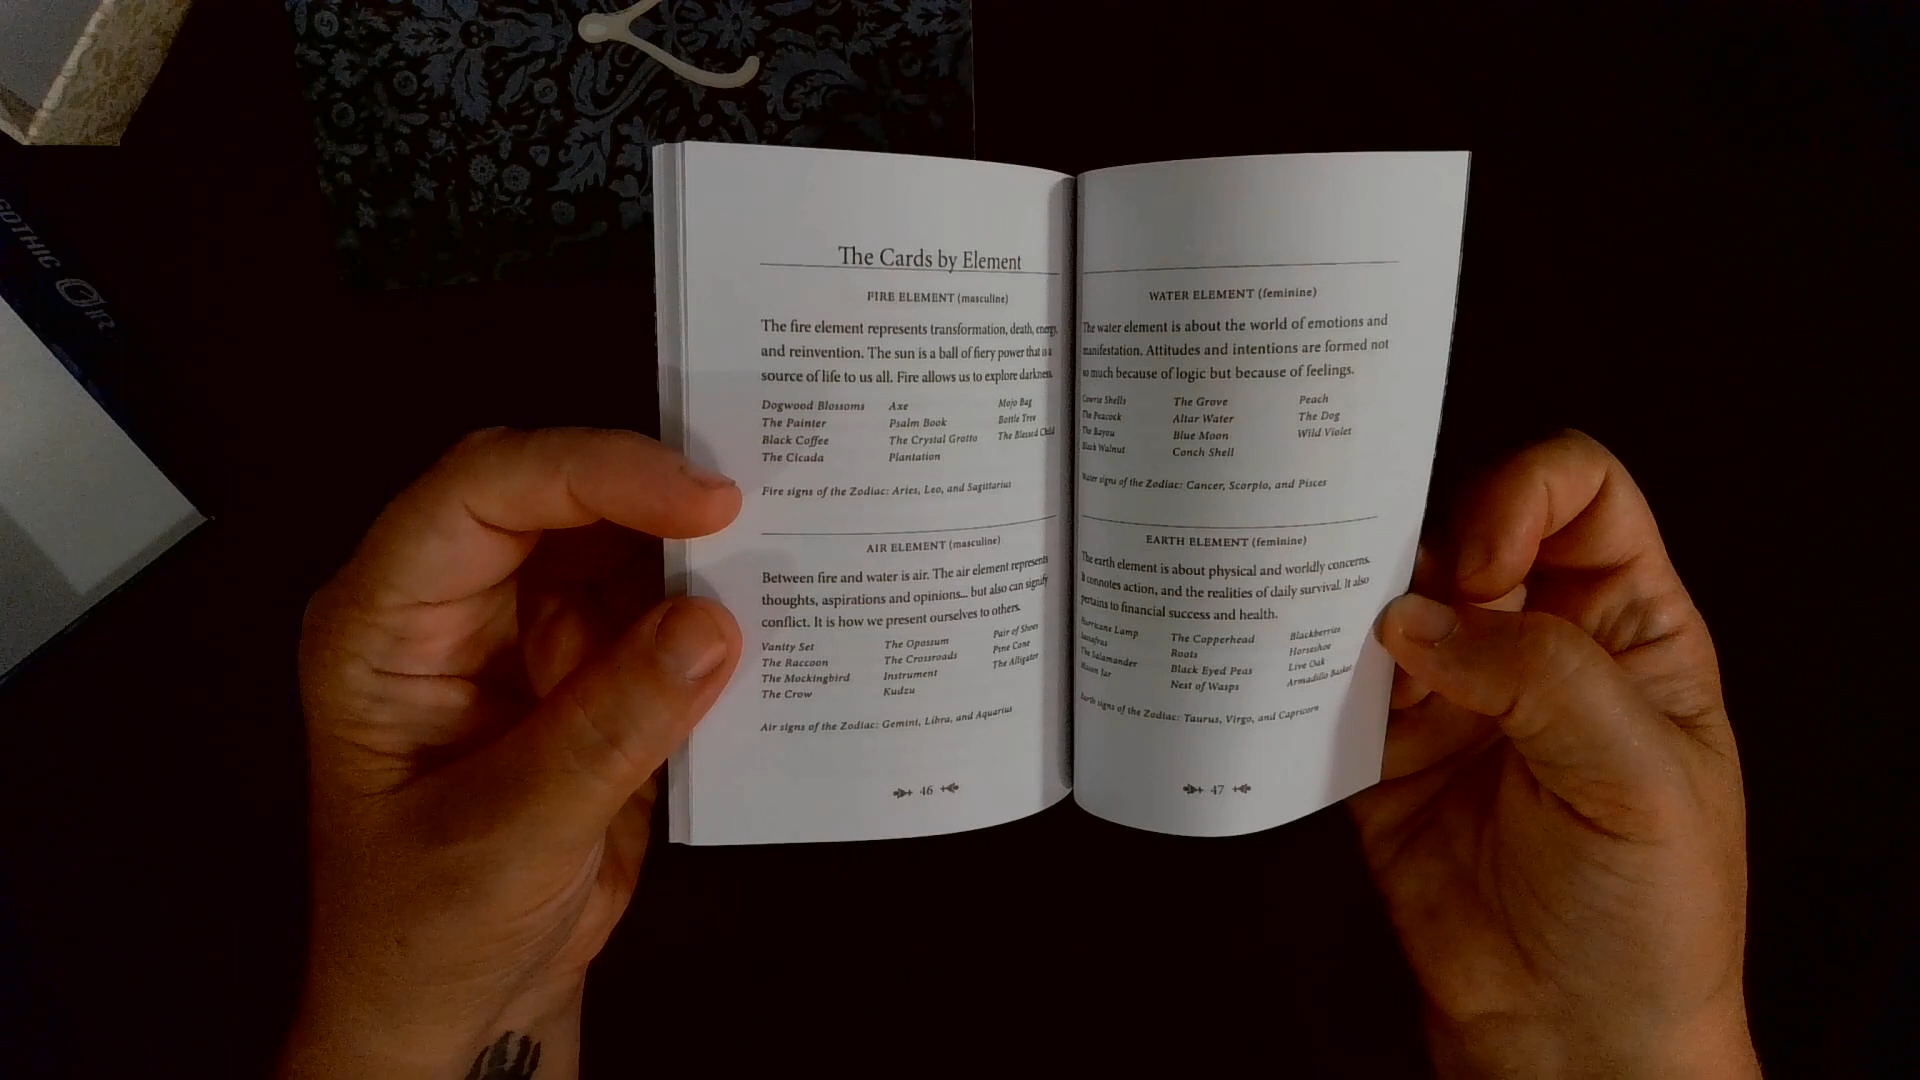 GOTHIC
The Cards by Element
FIRE ELEMENT (masculine)
The fire element represents transformation, death, energy,
and reinvention. The sun is a ball of fiery power that is a
source of life to us all. Fire allows us to explore darkness.
Dogwood Blossoms Axe Mojo Bag
The Painter Psalm Book Bottle Tree
Black Coffee The Crystal Grotto The Blessed Child
The Cicada Plantation
Fire signs of the Zodiac: Aries, Leo, and Sagittarius
AIR ELEMENT (masculine)
Between fire and water is air. The air element represents
thoughts, aspirations and opinions... but also can signify
conflict. It is how we present ourselves to others.
Vanity Set The Opossum Pair of Shoes
The Raccoon The Crossroads Pine Cone
The Mockingbird Instrument The Alligator
The Crow Kudzu
Air signs of the Zodiac: Gemini, Libra, and Aquarius
46
WATER ELEMENT (feminine)
The water element is about the world of emotions and
manifestation. Attitudes and intentions are formed not
so much because of logic but because of feelings.
Cowrie Shells The Grove Peach
The Peacock Altar Water The Dog
The Bayou Blue Moon Wild Violet
Black Walnut Conch Shell
Water signs of the Zodiac: Cancer, Scorpio, and Pisces
EARTH ELEMENT (feminine)
The earth element is about physical and worldly concerns.
It connotes action, and the realities of daily survival. It also
pertains to financial success and health.
Hurricane Lamp The Copperhead Blackberries
Sassafras Roots Horseshoe
The Salamander Black Eyed Peas Live Oak
Mason Jar Nest of Wasps Armadillo Basket
Earth signs of the Zodiac: Taurus, Virgo, and Capricorn
47